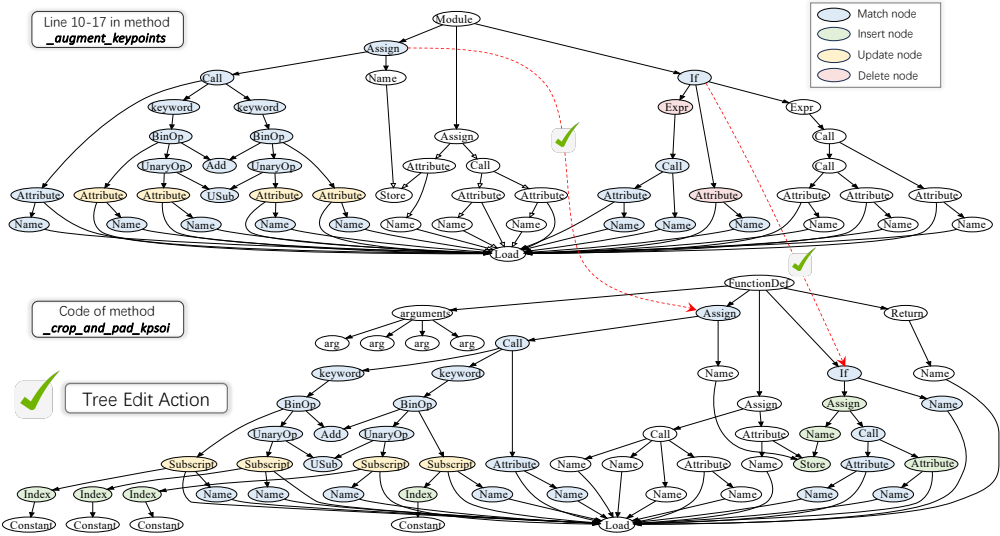 Line 10-17 in method
_augment_keypoints
Module
Match node
Insert node
Update node
Delete node
Assign
Call
Name
If
keyword
keyword
Expr
Expr
BinOp
BinOp
Assign
Call
UnaryOp
Add
UnaryOp
Attribute
Call
Call
Call
Attribute
Attribute
Attribute
USub
Attribute
Attribute
Store
Attribute
Attribute
Attribute
Attribute
Attribute
Attribute
Attribute
Name
Name
Name
Name
Name
Name
Name
Name
Name
Name
Name
Name
Name
Name
Load
Code of method
_crop_and_pad_kpsoi
FunctionDef
arguments
Assign
Return
arg
arg
arg
arg
Call
keyword
keyword
Name
If
Name
Tree Edit Action
BinOp
BinOp
Assign
Assign
Name
UnaryOp
Add
UnaryOp
Call
Attribute
Name
Call
Subscript
Subscript
USub
Subscript
Subscript
Attribute
Name
Name
Attribute
Name
Store
Attribute
Attribute
Index
Index
Index
Name
Name
Name
Index
Name
Name
Name
Name
Name
Name
Constant
Constant
Constant
Constant
Load